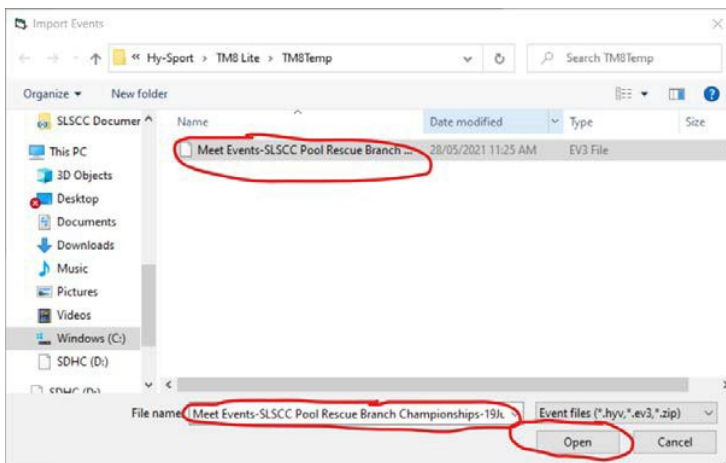 Import Events
« Hy-Sport > TM8 Lite > TM8Temp
Search TM8Temp
Organize
New folder
SLSCC Documer
Name
Date modified
Type
Size
This PC
Meet Events-SLSCC Pool Rescue Branch ...
28/05/2021 11:25 AM
EV3 File
3D Objects
Desktop
Documents
Downloads
Music
Pictures
Videos
Windows (C:)
SDHC (D:)
SDHC (D:)
File name:
Meet Events-SLSCC Pool Rescue Branch Championships-19Ju
Event files (*.hyv,*.ev3,*.zip)
Open
Cancel